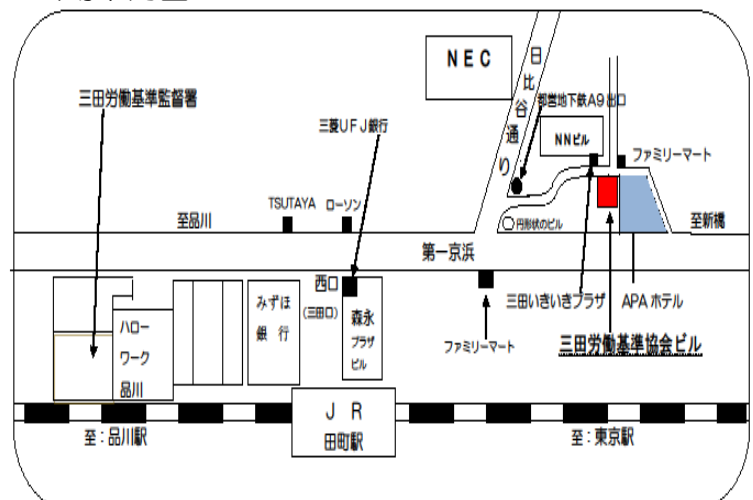 NEC
日比谷通り
三田労働基準監督署
都営地下鉄A9出口
三菱UFJ銀行
NNビル
ファミリーマート
TSUTAYA ローソン
至品川
円形状のビル
至新橋
第一京浜
西口
(三田口)
みずほ
銀 行
森永
プラザ
ビル
ハロー
ワーク
品川
ファミリーマート
三田いきいきプラザ
APAホテル
三田労働基準協会ビル
JR
田町駅
至:品川駅
至:東京駅